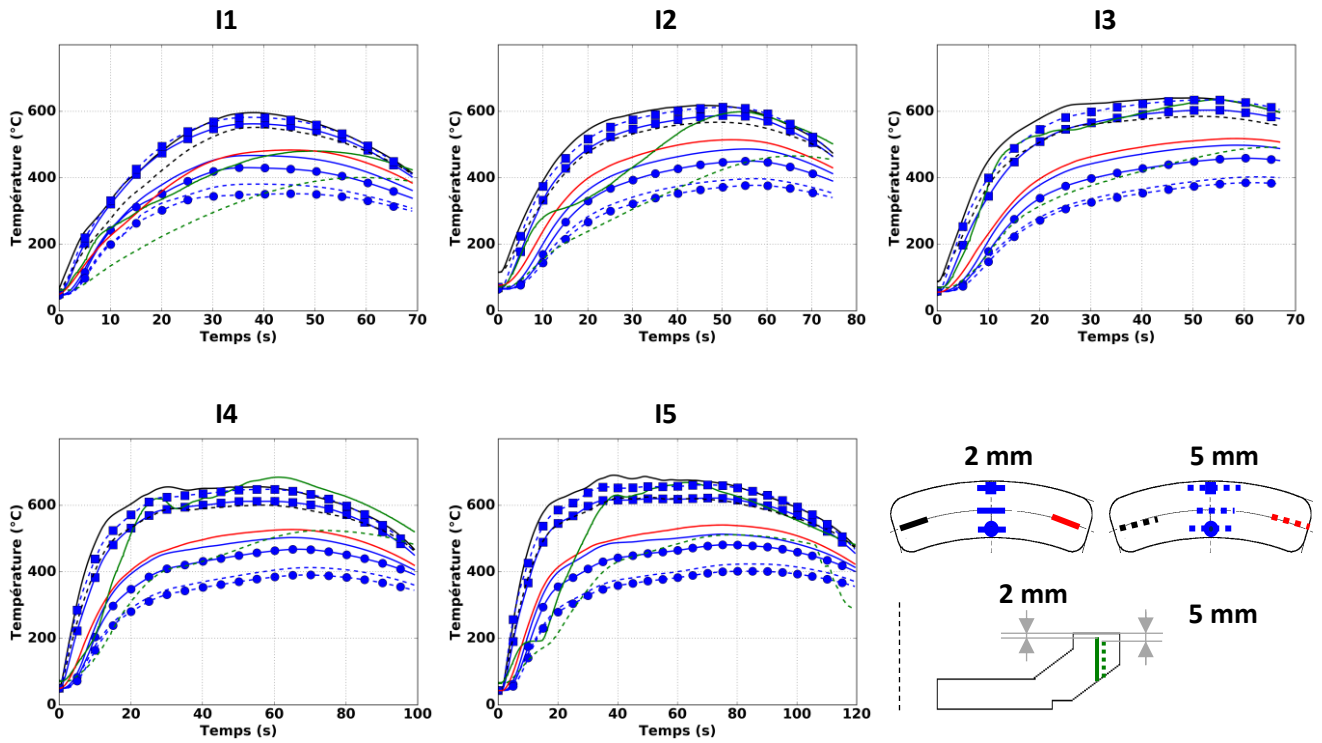 I1
I2
I3
Température (°C)
600
400
200
0
0 10 20 30 40 50 60 70
Temps (s)
Température (°C)
600
400
200
0
0 10 20 30 40 50 60 70 80
Temps (s)
Température (°C)
600
400
200
0
0 10 20 30 40 50 60 70
Temps (s)
I4
I5
Température (°C)
600
400
200
0
0 20 40 60 80 100
Temps (s)
Température (°C)
600
400
200
0
0 20 40 60 80 100 120
Temps (s)
2 mm
5 mm
2 mm
5 mm